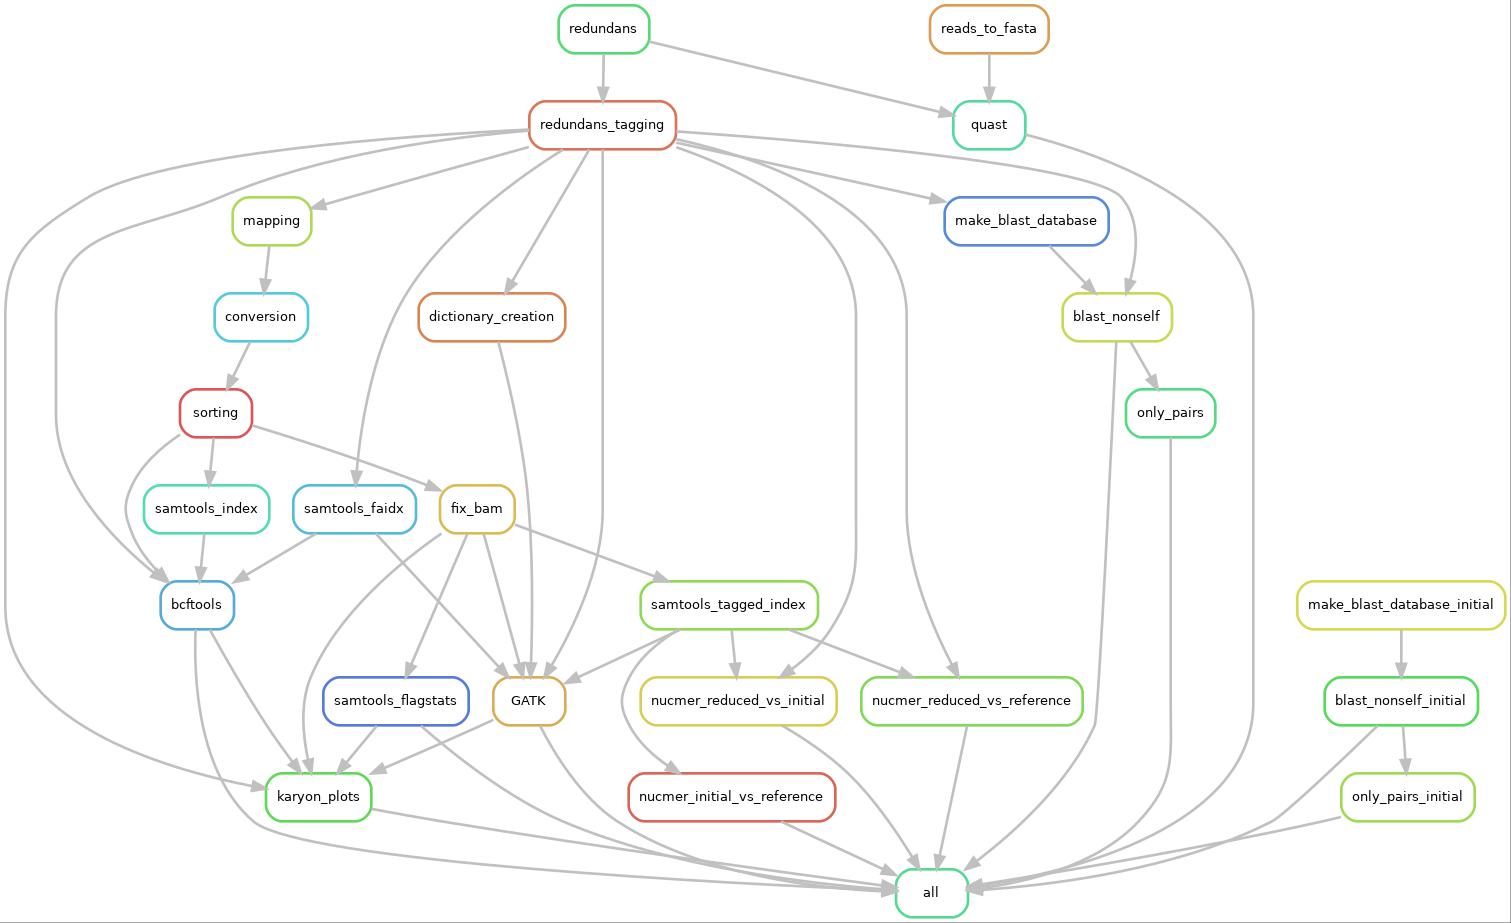 redundans
reads_to_fasta
redundans_tagging
quast
mapping
make_blast_database
conversion
dictionary_creation
blast_nonself
sorting
only_pairs
samtools_index
samtools_faidx
fix_bam
bcftools
samtools_tagged_index
make_blast_database_initial
samtools_flagstats
GATK
nucmer_reduced_vs_initial
nucmer_reduced_vs_reference
blast_nonself_initial
karyon_plots
nucmer_initial_vs_reference
only_pairs_initial
all